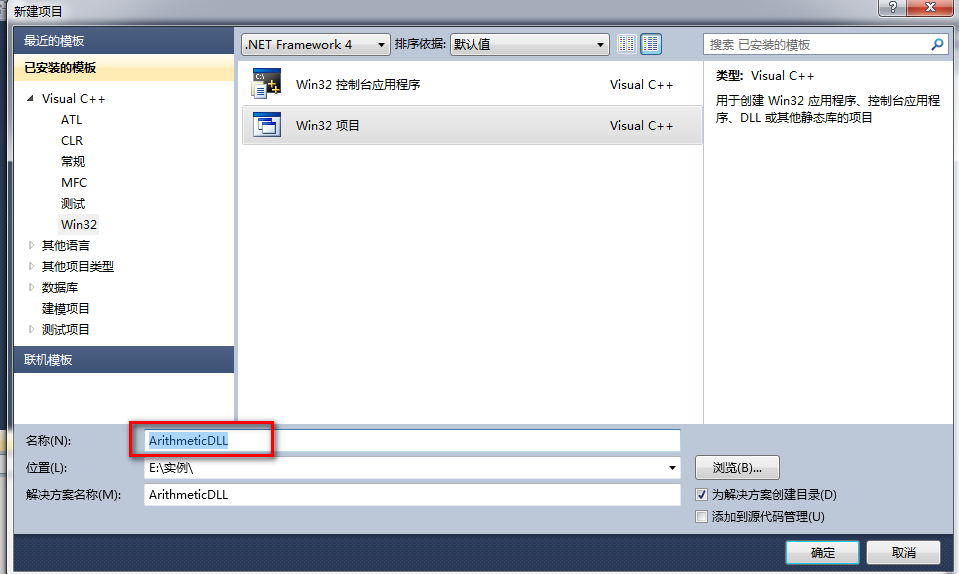 新建项目
最近的模板
.NET Framework 4 排序依据: 默认值
搜索 已安装的模板
已安装的模板
Visual C++
ATL
CLR
常规
MFC
测试
Win32
其他语言
其他项目类型
数据库
建模项目
测试项目
联机模板
Win32 控制台应用程序 Visual C++
Win32 项目 Visual C++
类型: Visual C++
用于创建 Win32 应用程序、控制台应用程
序、DLL 或其他静态库的项目
名称(N): ArithmeticDLL
位置(L): E:\实例\ 浏览(B)...
解决方案名称(M): ArithmeticDLL
为解决方案创建目录(D)
添加到源代码管理(U)
确定 取消